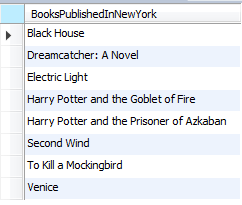 BooksPublishedInNewYork
Black House
Dreamcatcher: A Novel
Electric Light
Harry Potter and the Goblet of Fire
Harry Potter and the Prisoner of Azkaban
Second Wind
To Kill a Mockingbird
Venice